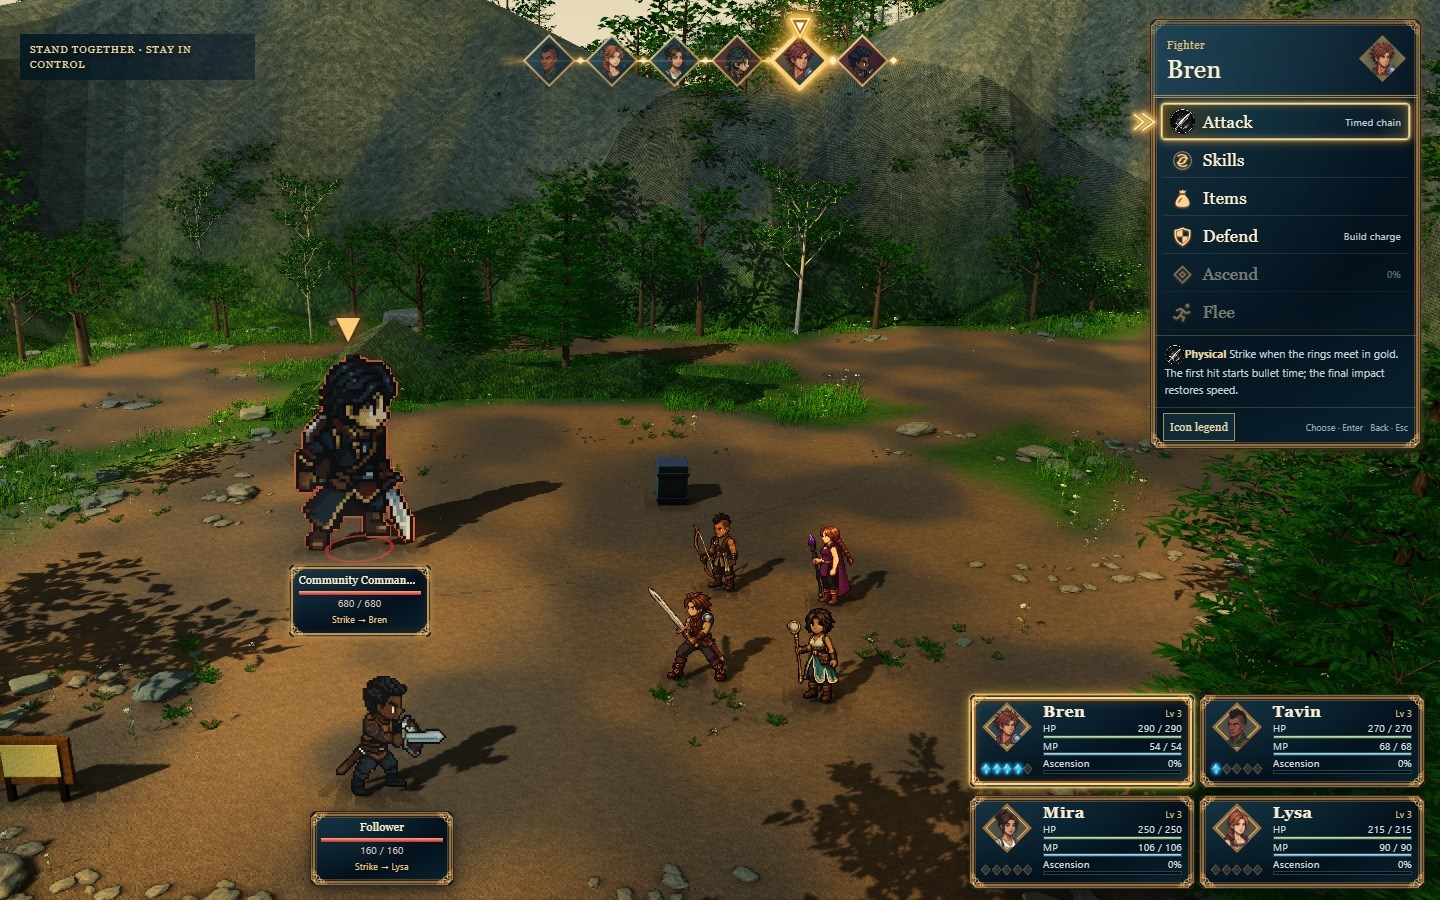 STAND TOGETHER · STAY IN
CONTROL
Fighter
Bren
Attack Timed chain
Skills
Items
Defend Build charge
Ascend 0%
Flee
Physical Strike when the rings meet in gold.
The first hit starts bullet time; the final impact
restores speed.
Icon legend Choose · Enter Back · Esc
Community Comman...
680 / 680
Strike → Bren
Follower
160 / 160
Strike → Lysa
Bren Lv 3
HP 290 / 290
MP 54 / 54
Ascension 0%
Tavin Lv 3
HP 270 / 270
MP 68 / 68
Ascension 0%
Mira Lv 3
HP 250 / 250
MP 106 / 106
Ascension 0%
Lysa Lv 3
HP 215 / 215
MP 90 / 90
Ascension 0%